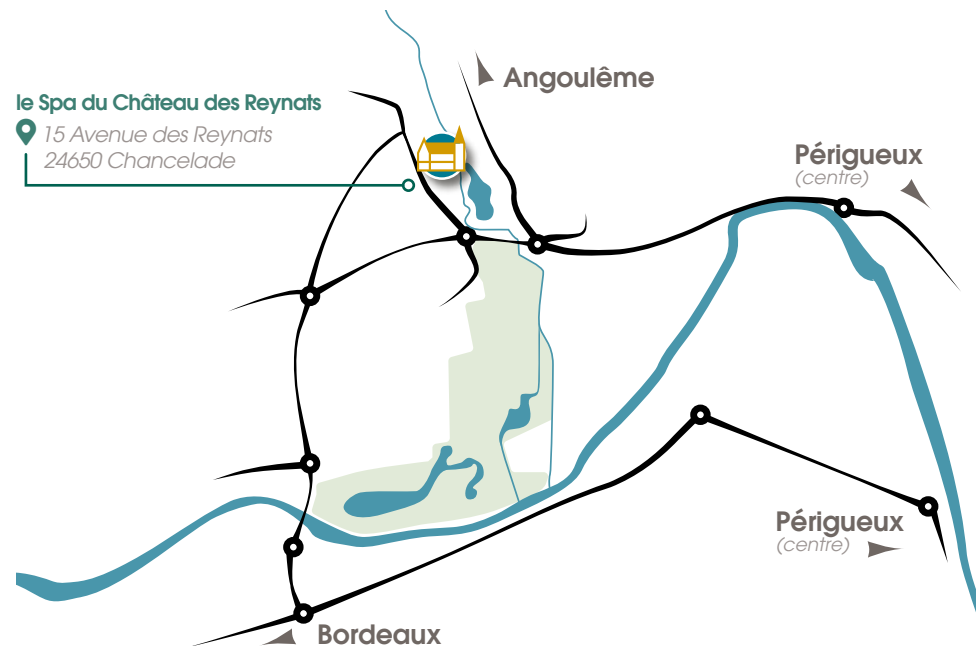 Angoulême
le Spa du Château des Reynats
15 Avenue des Reynats
24650 Chancelade
Périgueux
(centre)
Périgueux
(centre)
Bordeaux